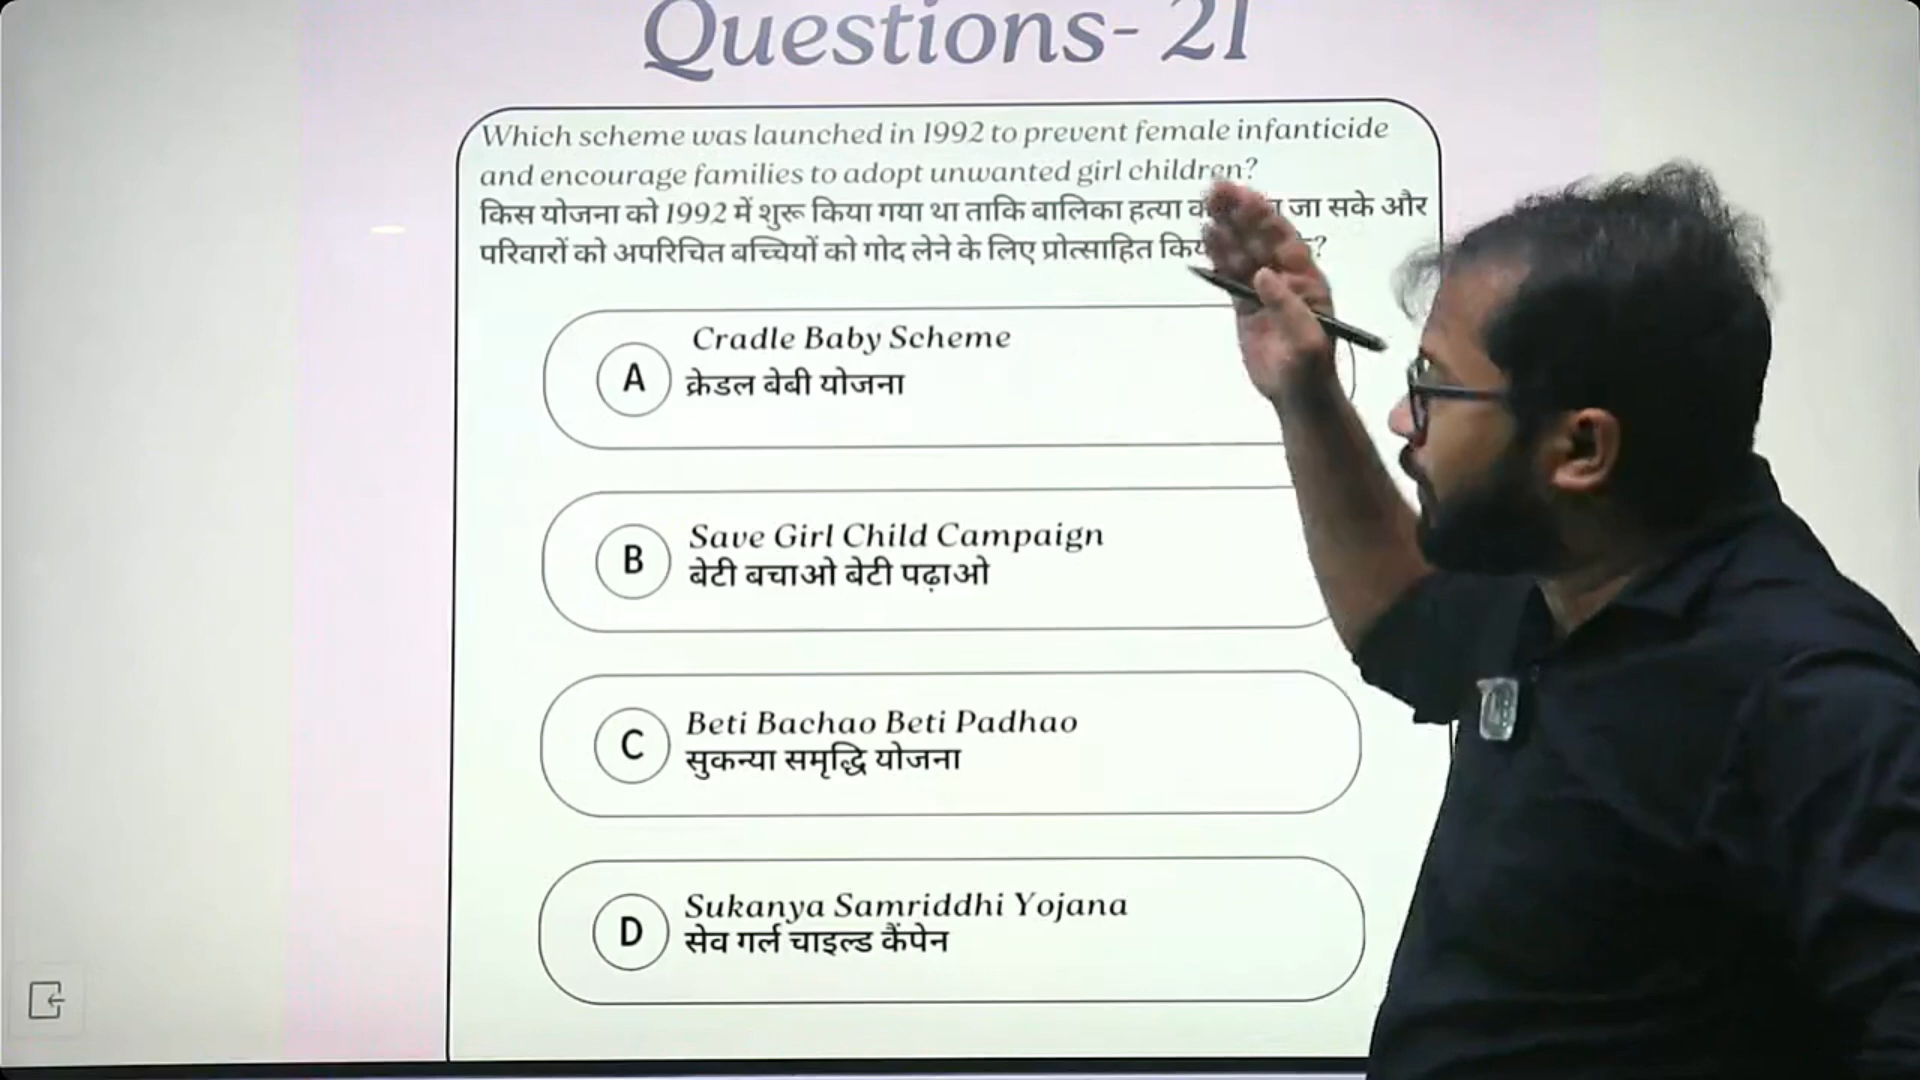 Questions- 21
Which scheme was launched in 1992 to prevent female infanticide
and encourage families to adopt unwanted girl children?
किस योजना को 1992 में शुरू किया गया था ताकि बालिका हत्या जा सके और
परिवारों को अपरिचित बच्चियों को गोद लेने के लिए प्रोत्साहित
A
Cradle Baby Scheme
क्रेडल बेबी योजना
B
Save Girl Child Campaign
बेटी बचाओ बेटी पढ़ाओ
C
Beti Bachao Beti Padhao
सुकन्या समृद्धि योजना
D
Sukanya Samriddhi Yojana
सेव गर्ल चाइल्ड कैंपेन